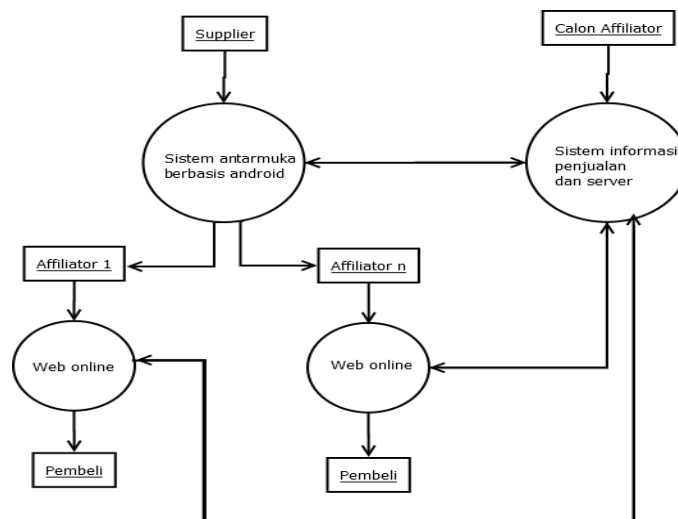 Supplier
Calon Affiliator
Sistem antarmuka
berbasis android
Sistem informasi
penjualan
dan server
Affiliator 1
Affiliator n
Web online
Web online
Pembeli
Pembeli